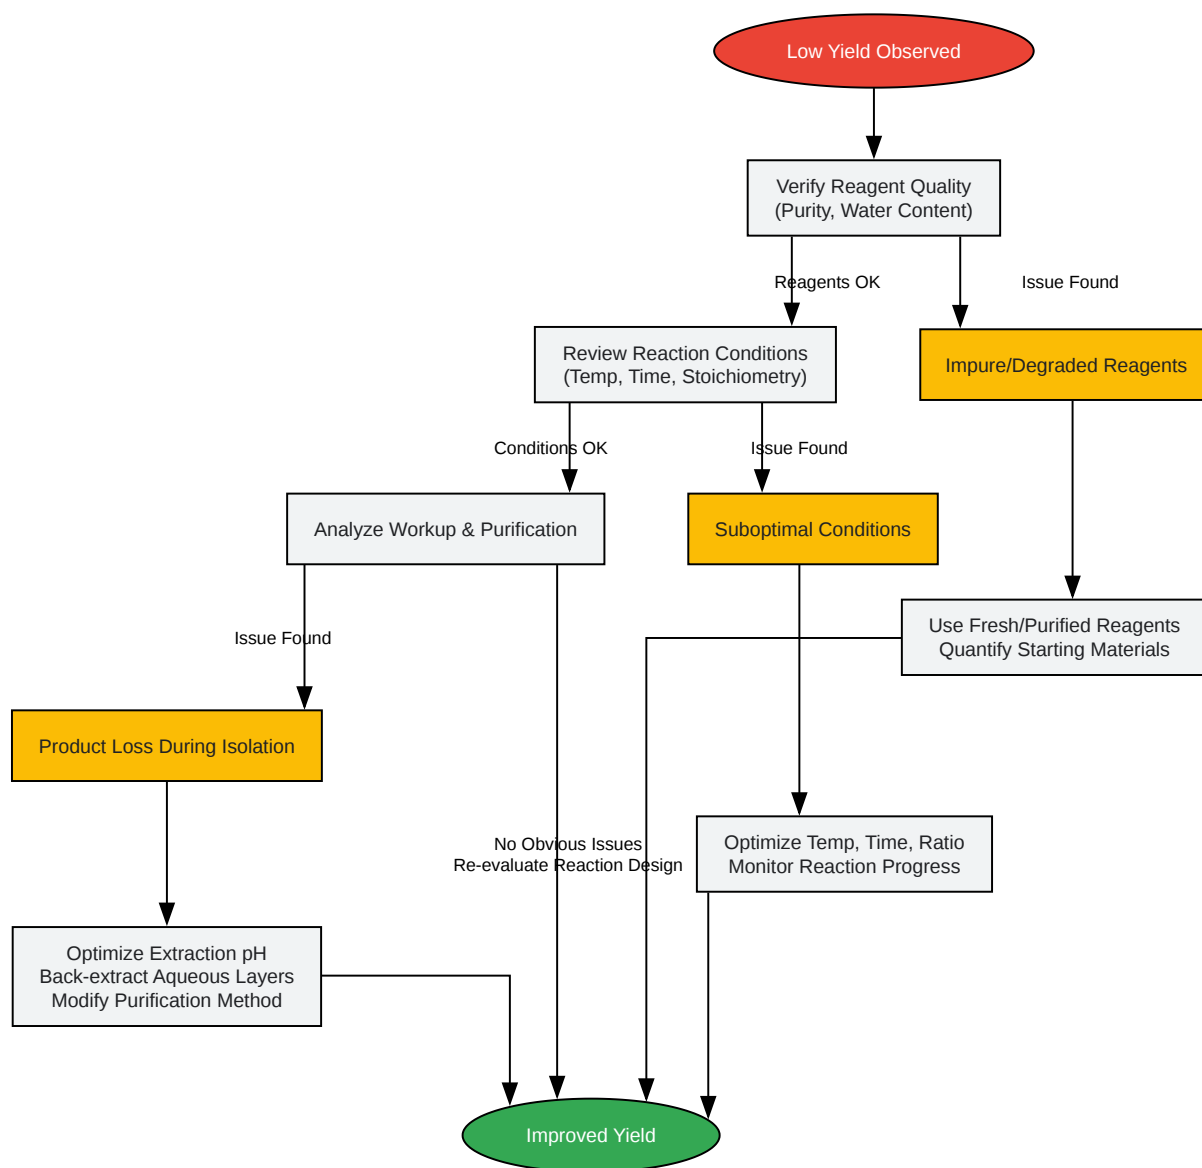 Low Yield Observed
Verify Reagent Quality
(Purity, Water Content)
Reagents OK
Issue Found
Review Reaction Conditions
(Temp, Time, Stoichiometry)
Impure/Degraded Reagents
Conditions OK
Issue Found
Analyze Workup & Purification
Suboptimal Conditions
Use Fresh/Purified Reagents
Quantify Starting Materials
Issue Found
Product Loss During Isolation
No Obvious Issues
Re-evaluate Reaction Design
Optimize Temp, Time, Ratio
Monitor Reaction Progress
Optimize Extraction pH
Back-extract Aqueous Layers
Modify Purification Method
Improved Yield